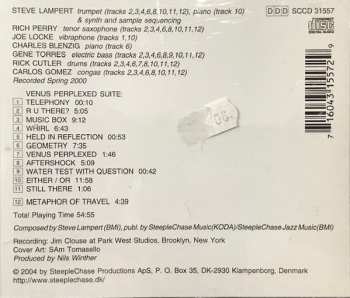 STEVE LAMPERT trumpet (tracks 2,3,4,6,8,10,11,12), piano (track 10)
& synth and sample sequencing
RICH PERRY tenor saxophone (tracks 2,3,4,6,8,10,11,12)
JOE LOCKE vibraphone (tracks 1,10)
CHARLES BLENZIG piano (track 6)
GENE TORRES electric bass (tracks 2,3,4,6,8,10,11,12)
RICK CUTLER drums (tracks 2,4,6,7,8,10,11,12)
CARLOS GOMEZ congas (tracks 2,3,4,6,8,10,11,12)
Recorded Spring 2000
DDD SCCD 31557
COMPACT
disc
DIGITAL AUDIO
VENUS PERPLEXED SUITE:
1 TELEPHONY 00:10
2 R U THERE? 5:05
3 MUSIC BOX 9:19
4 WHIRL 6:43
5 HELD IN REFLECTION 00:53
6 GEOMETRY 7:35
7 VENUS PERPLEXED 1:46
8 AFTERSHOCK 5:09
9 WATER TEST WITH QUESTION 00:42
10 EITHER / OR 11:58
11 STILL THERE 1:06
12 METAPHOR OF TRAVEL 4:39
Total Playing Time 54:55
7 16043 15572 9
Composed by Steve Lampert (BMI), publ. by SteepleChase Music(KODA)/SteepleChase Jazz Music(BMI)
Recording: Jim Clouse at Park West Studios, Brooklyn, New York
Cover Art: SAm Tomasello
Produced by Nils Winther
© 2004 by SteepleChase Productions ApS, P. O. Box 35, DK-2930 Klampenborg, Denmark
http://www.steeplechase.dk/